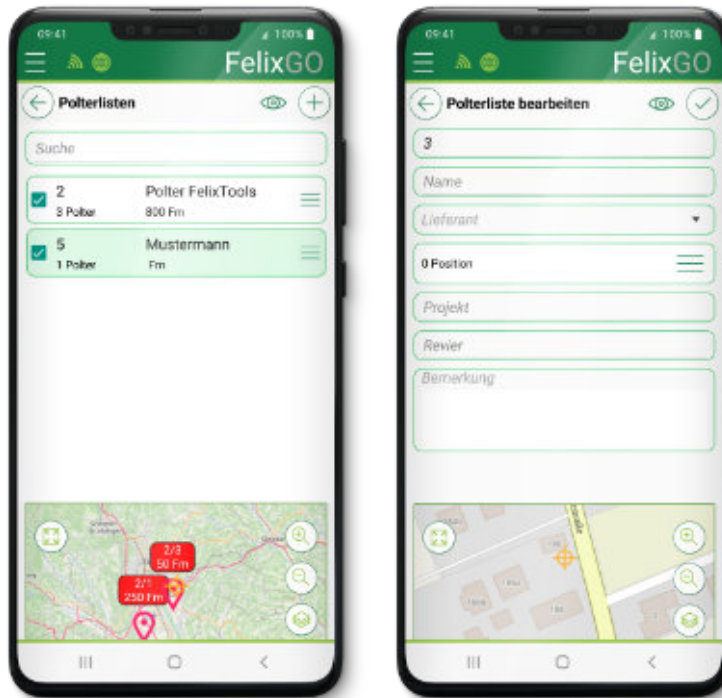 09:41
100%
FelixGO
Polterlisten
Suche
2 Polter FelixTools
3 Polter 800 Fm
5 Mustermann
1 Polter Fm
2/3
50 Fm
2/1
250 Fm
09:41
100%
FelixGO
Polterliste bearbeiten
3
Name
Lieferant
0 Position
Projekt
Revier
Bemerkung